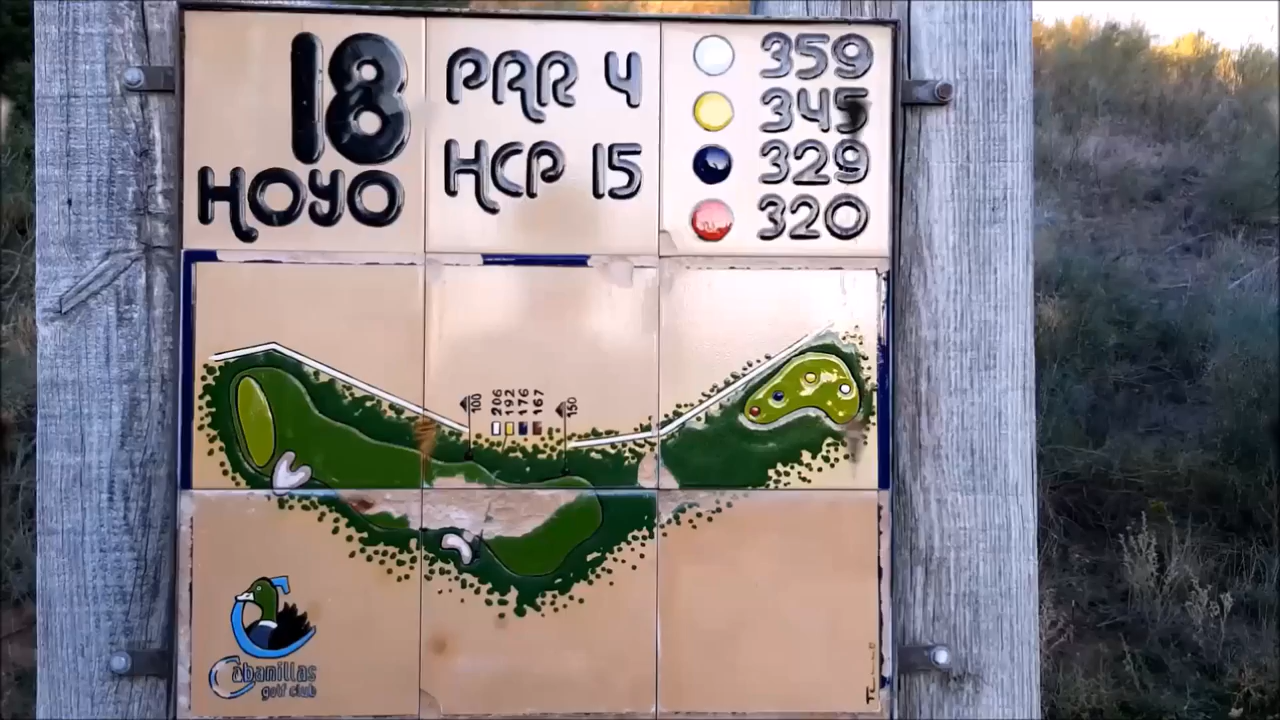 18
HOYO
PAR 4
HCP 15
359
345
329
320
100
206
192
176
167
150
Cabanillas
golf club